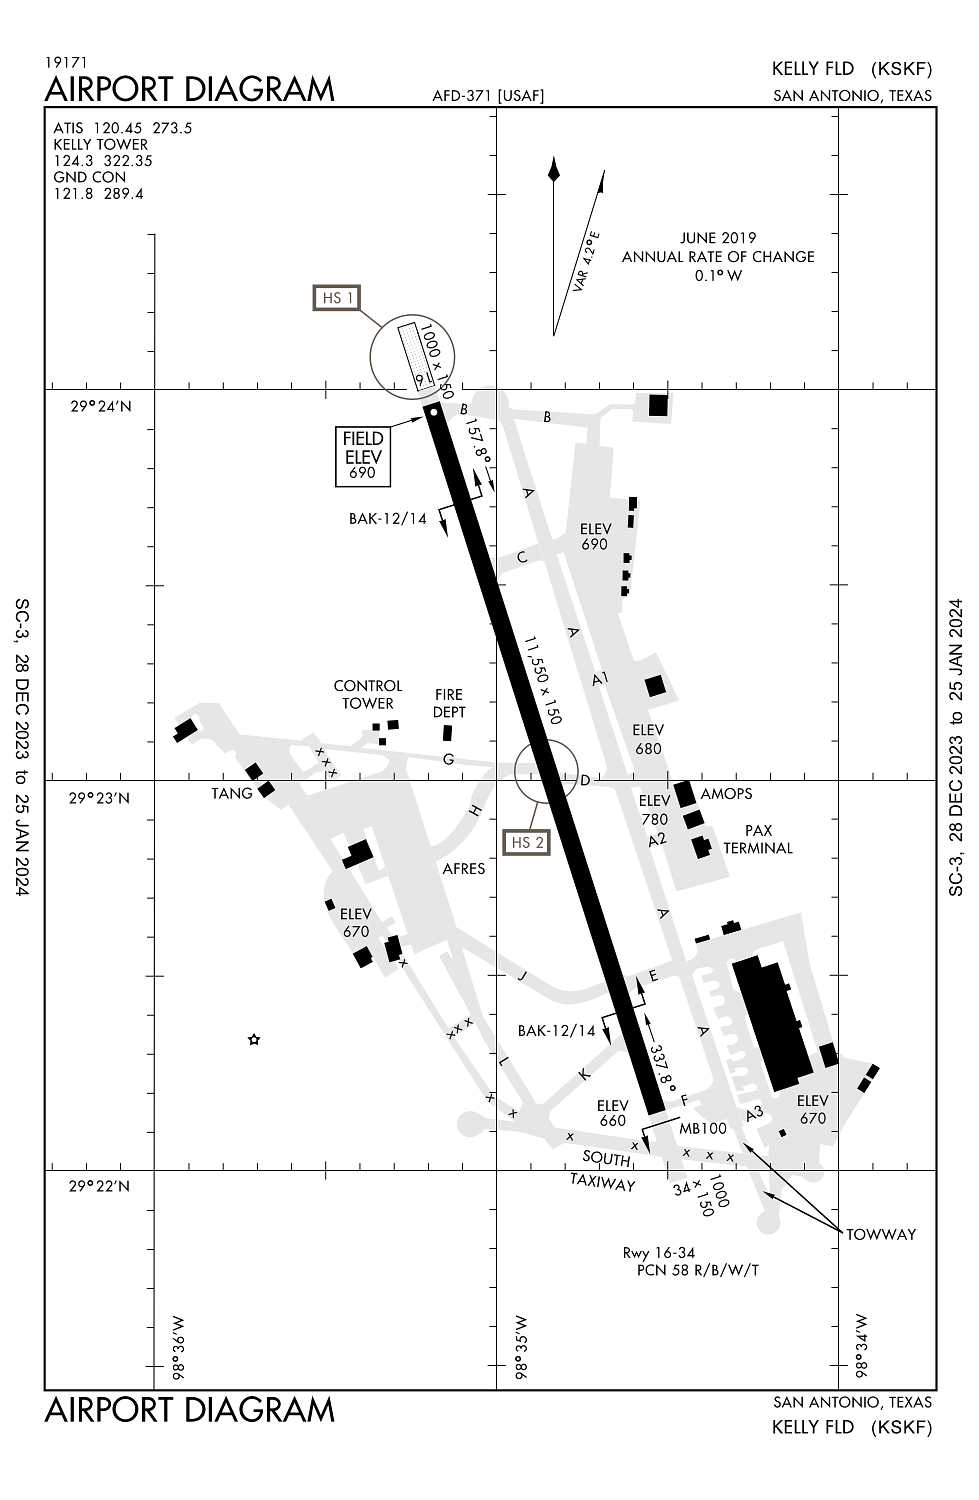 19171
AIRPORT DIAGRAM
AFD-371 [USAF]
KELLY FLD (KSKF)
SAN ANTONIO, TEXAS
ATIS 120.45 273.5
KELLY TOWER
124.3 322.35
GND CON
121.8 289.4
VAR 4.2°E
JUNE 2019
ANNUAL RATE OF CHANGE
0.1° W
HS 1
1000 x 150
16
29°24'N
FIELD
ELEV
690
B
B
157.8°
A
BAK-12/14
ELEV
690
C
A
11,550 x 150
A1
CONTROL
TOWER
FIRE
DEPT
ELEV
680
G
x x x
D
29°23'N
TANG
H
ELEV
780
AMOPS
A2
PAX
TERMINAL
HS 2
AFRES
ELEV
670
A
x
J
E
BAK-12/14
x x x
A
337.8°
L
K
x
x
ELEV
660
F
A3
ELEV
670
MB100
x
x
x x x
SOUTH
TAXIWAY
29°22'N
34
1000
x
150
TOWWAY
Rwy 16-34
PCN 58 R/B/W/T
98°36'W
98°35'W
98°34'W
SC-3, 28 DEC 2023 to 25 JAN 2024
SC-3, 28 DEC 2023 to 25 JAN 2024
AIRPORT DIAGRAM
SAN ANTONIO, TEXAS
KELLY FLD (KSKF)